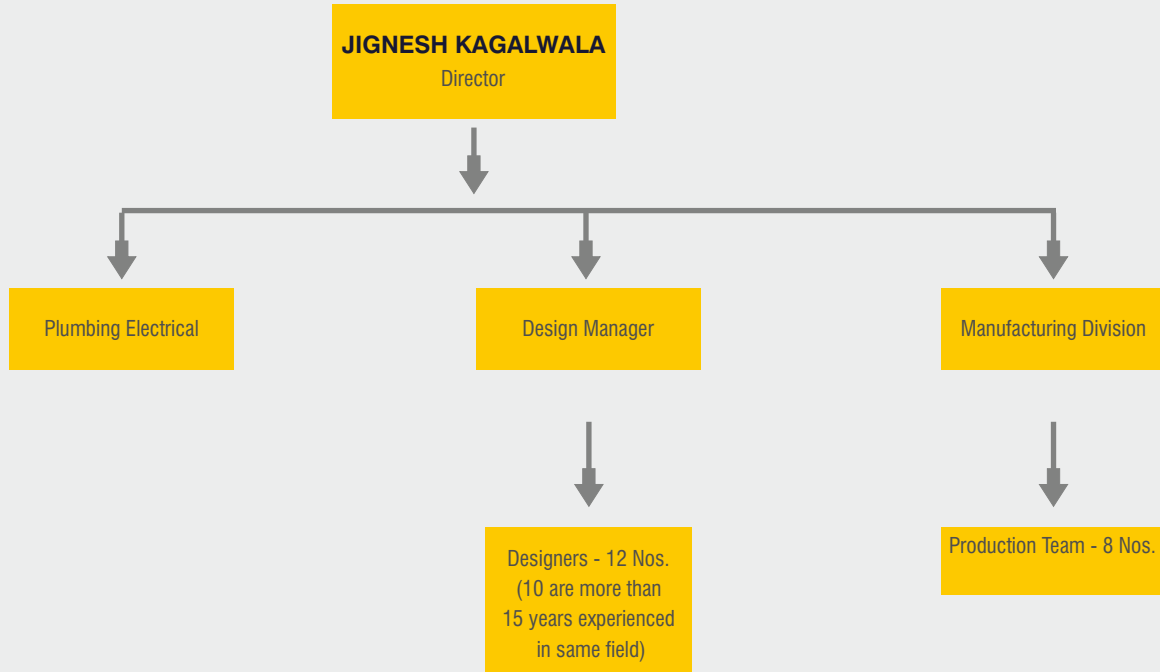 JIGNESH KAGALWALA
Director
Plumbing Electrical
Design Manager
Manufacturing Division
Designers - 12 Nos.
(10 are more than
15 years experienced
in same field)
Production Team - 8 Nos.